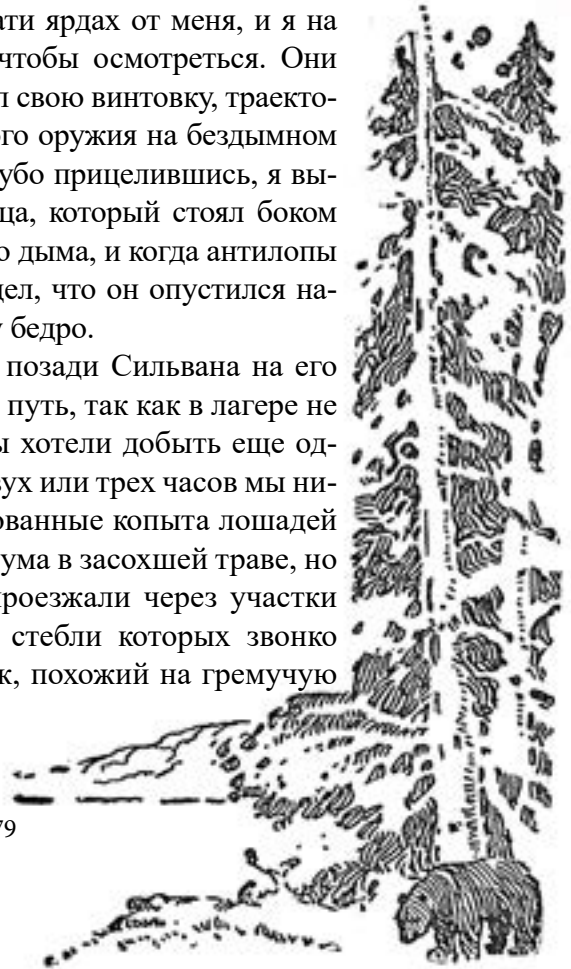 ати ярдах от меня, и я на
чтобы осмотреться. Они
л свою винтовку, траекто-
ого оружия на бездымном
убо прицелившись, я вы-
ца, который стоял боком
о дыма, и когда антилопы
дел, что он опустился на-
у бедро.
позади Сильвана на его
путь, так как в лагере не
ы хотели добыть еще од-
вух или трех часов мы ни-
ованные копыта лошадей
ума в засохшей траве, но
проезжали через участки
стебли которых звонко
к, похожий на гремучую
79